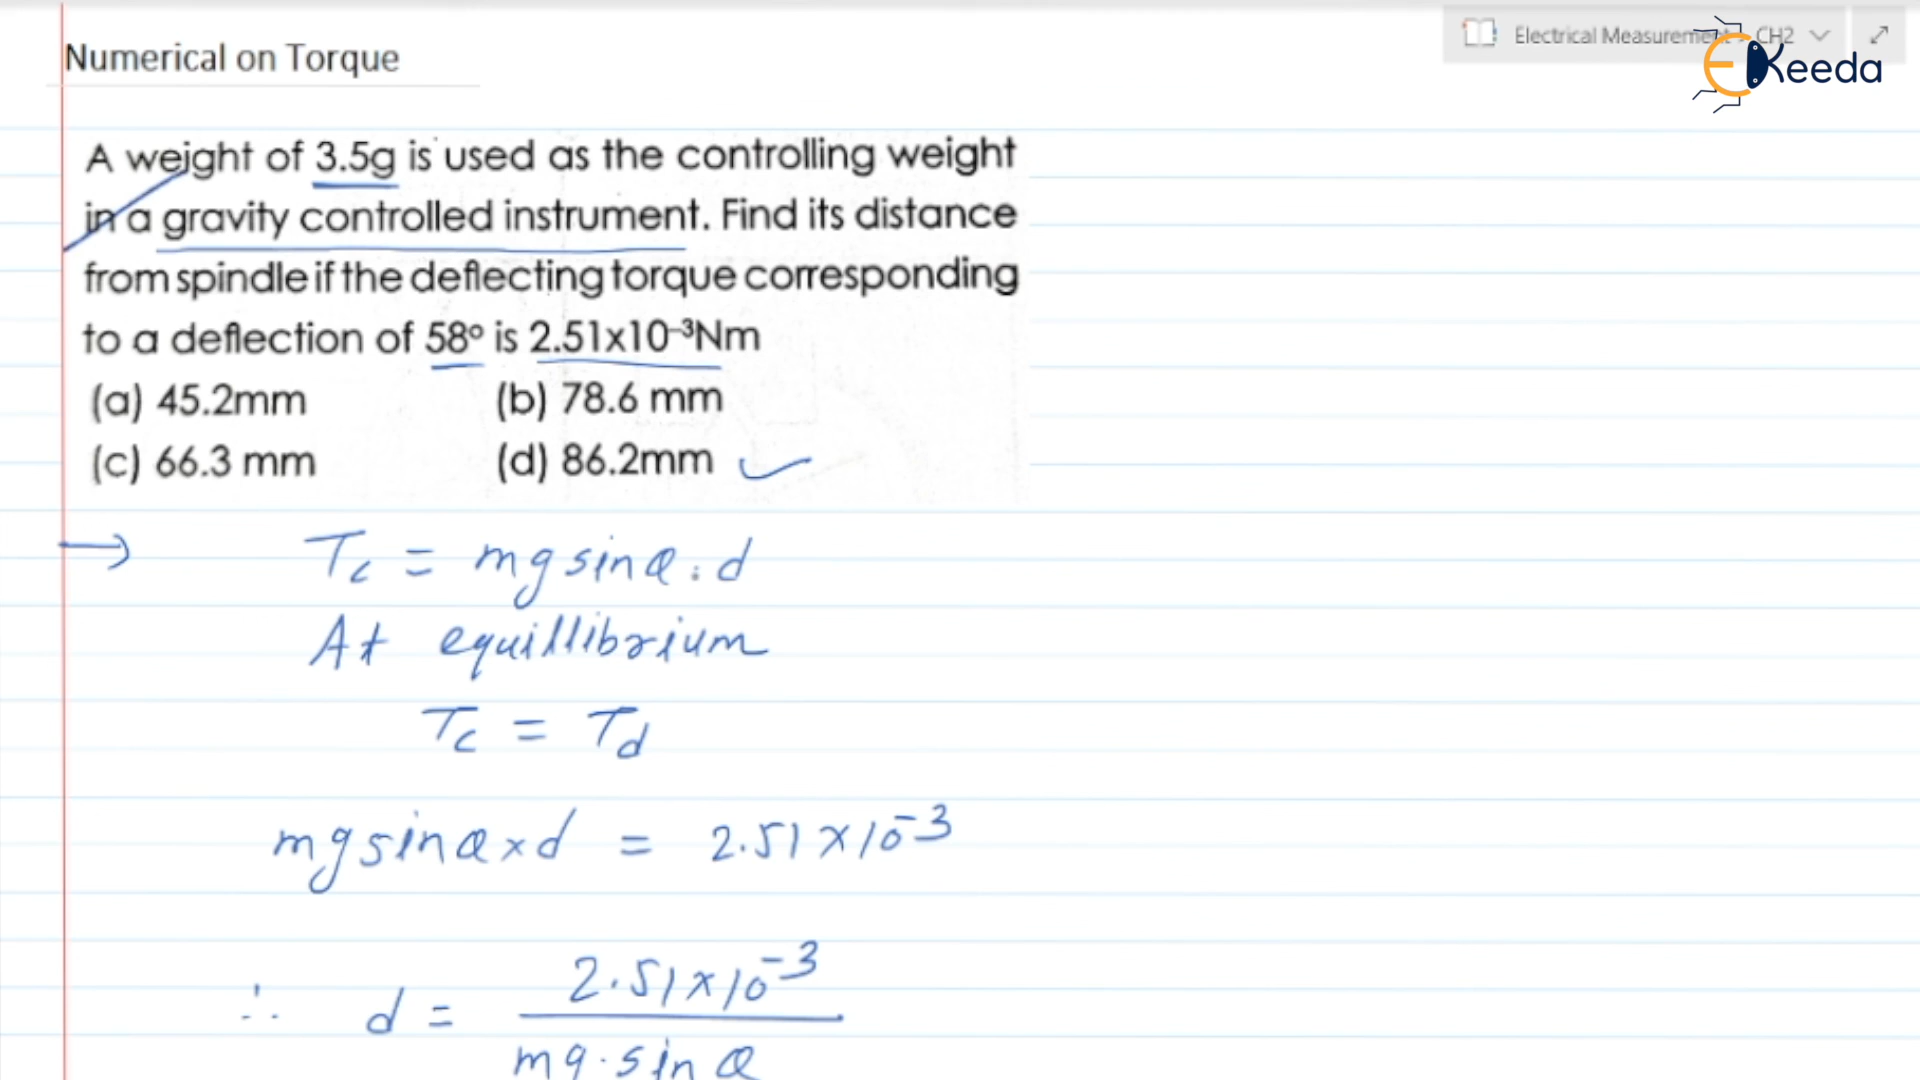 Numerical on Torque
Electrical Measurement CH2
EKeeda
A weight of 3.5g is used as the controlling weight
in a gravity controlled instrument. Find its distance
from spindle if the deflecting torque corresponding
to a deflection of 58° is 2.51x10⁻³Nm
(a) 45.2mm (b) 78.6 mm
(c) 66.3 mm (d) 86.2mm ✓
→ Tc = mg sinθ . d
At equillibrium
Tc = Td
mg sinθ × d = 2.51 × 10⁻³
∴ d = 2.51 × 10⁻³
mg . sin θ